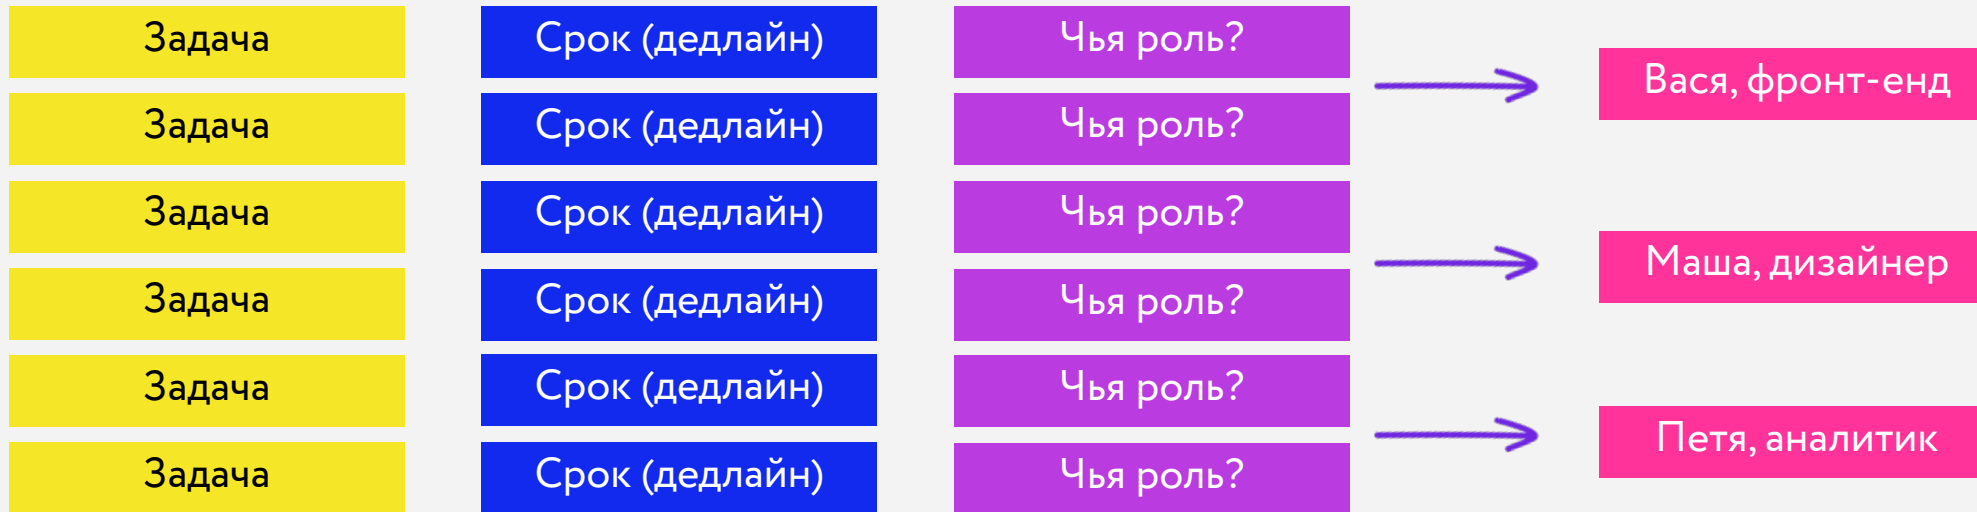 Задача Срок (дедлайн) Чья роль?
Вася, фронт-енд
Задача Срок (дедлайн) Чья роль?
Задача Срок (дедлайн) Чья роль?
Маша, дизайнер
Задача Срок (дедлайн) Чья роль?
Задача Срок (дедлайн) Чья роль?
Петя, аналитик
Задача Срок (дедлайн) Чья роль?